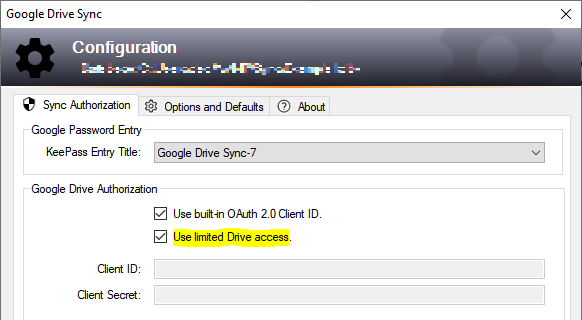 Google Drive Sync
Configuration
Sync Authorization
Options and Defaults
About
Google Password Entry
KeePass Entry Title:
Google Drive Sync-7
Google Drive Authorization
Use built-in OAuth 2.0 Client ID.
Use limited Drive access.
Client ID:
Client Secret: